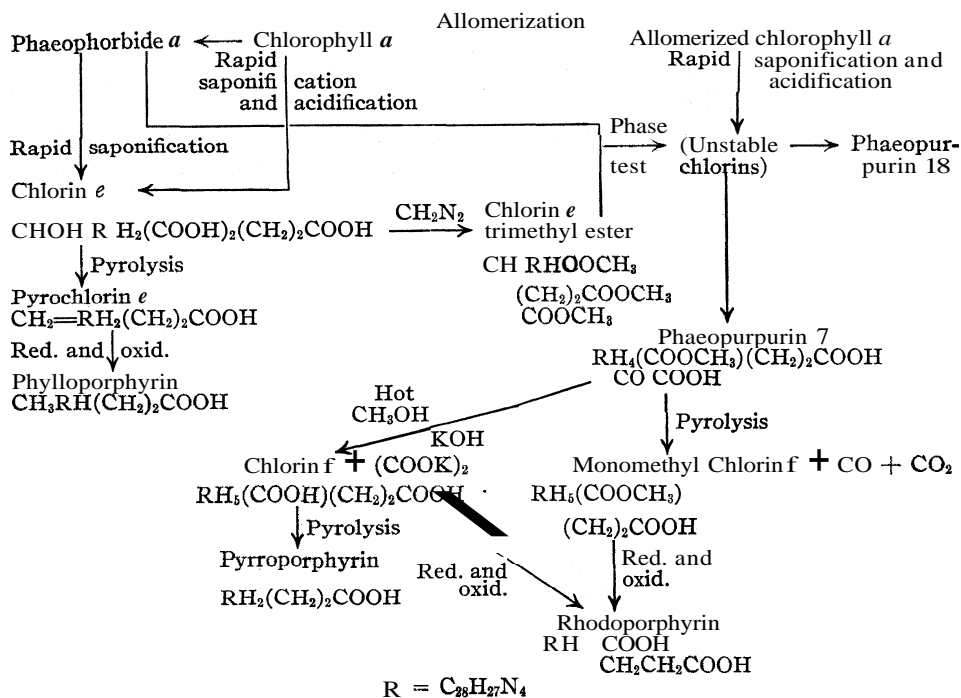 Allomerization
Phaeophorbide a ← Chlorophyll a
Allomerized chlorophyll a
Rapid
saponifi cation
and acidification
Rapid saponification and
acidification
Rapid saponification
Phase
test
(Unstable
chlorins)
Phaeopur-
purin 18
Chlorin e
CHOH R H₂(COOH)₂(CH₂)₂COOH
CH₂N₂
Chlorin e
trimethyl ester
CH RHOOCH₃
(CH₂)₂COOCH₃
COOCH₃
Pyrolysis
Pyrochlorin e
CH₂=RH₂(CH₂)₂COOH
Red. and oxid.
Phylloporphyrin
CH₃RH(CH₂)₂COOH
Phaeopurpurin 7
RH₄(COOCH₃)(CH₂)₂COOH
CO COOH
Hot
CH₃OH
KOH
Pyrolysis
Chlorin f + (COOK)₂
RH₅(COOH)(CH₂)₂COOH
Monomethyl Chlorin f + CO + CO₂
RH₅(COOCH₃)
(CH₂)₂COOH
Pyrolysis
Pyrroporphyrin
RH₂(CH₂)₂COOH
Red. and
oxid.
Red. and
oxid.
Rhodoporphyrin
RH COOH
CH₂CH₂COOH
R = C₂₈H₂₇N₄